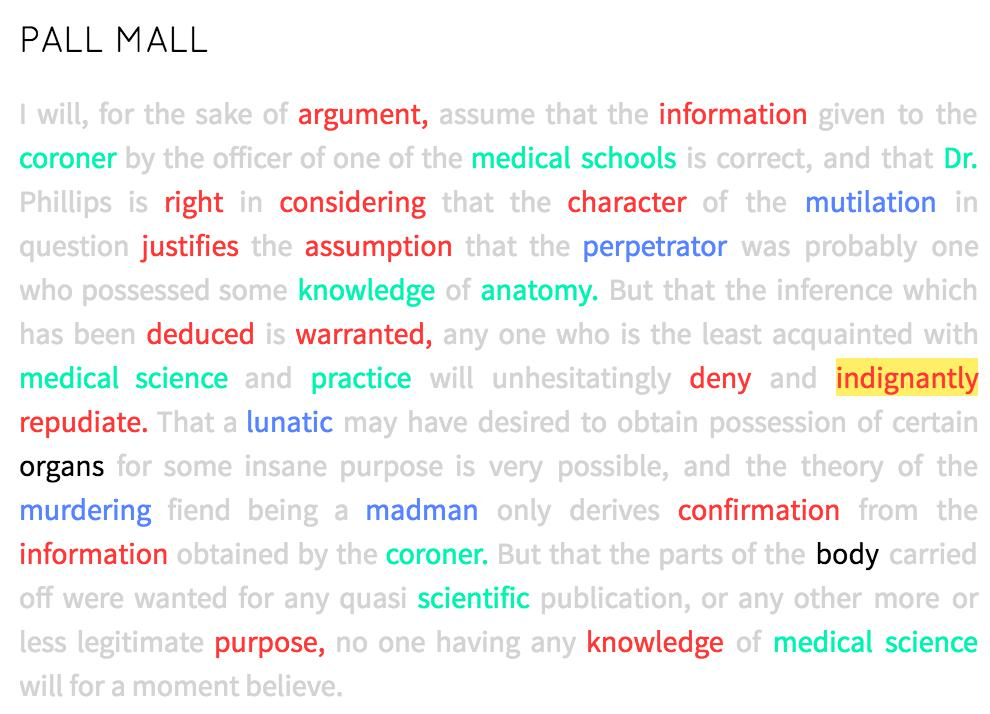 PALL MALL
I will, for the sake of argument, assume that the information given to the
coroner by the officer of one of the medical schools is correct, and that Dr.
Phillips is right in considering that the character of the mutilation in
question justifies the assumption that the perpetrator was probably one
who possessed some knowledge of anatomy. But that the inference which
has been deduced is warranted, any one who is the least acquainted with
medical science and practice will unhesitatingly deny and indignantly
repudiate. That a lunatic may have desired to obtain possession of certain
organs for some insane purpose is very possible, and the theory of the
murdering fiend being a madman only derives confirmation from the
information obtained by the coroner. But that the parts of the body carried
off were wanted for any quasi scientific publication, or any other more or
less legitimate purpose, no one having any knowledge of medical science
will for a moment believe.